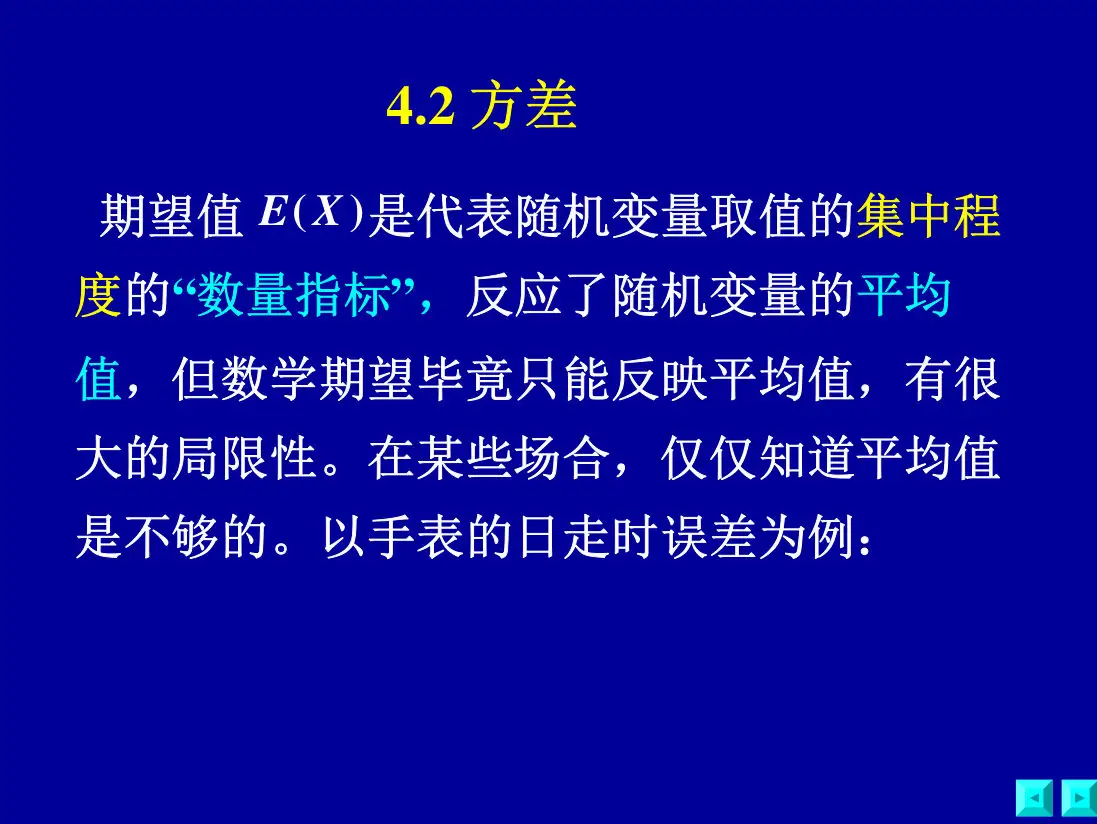 4.2 方差
期望值 E(X)是代表随机变量取值的集中程
度的“数量指标”，反应了随机变量的平均
值，但数学期望毕竟只能反映平均值，有很
大的局限性。在某些场合，仅仅知道平均值
是不够的。以手表的日走时误差为例：